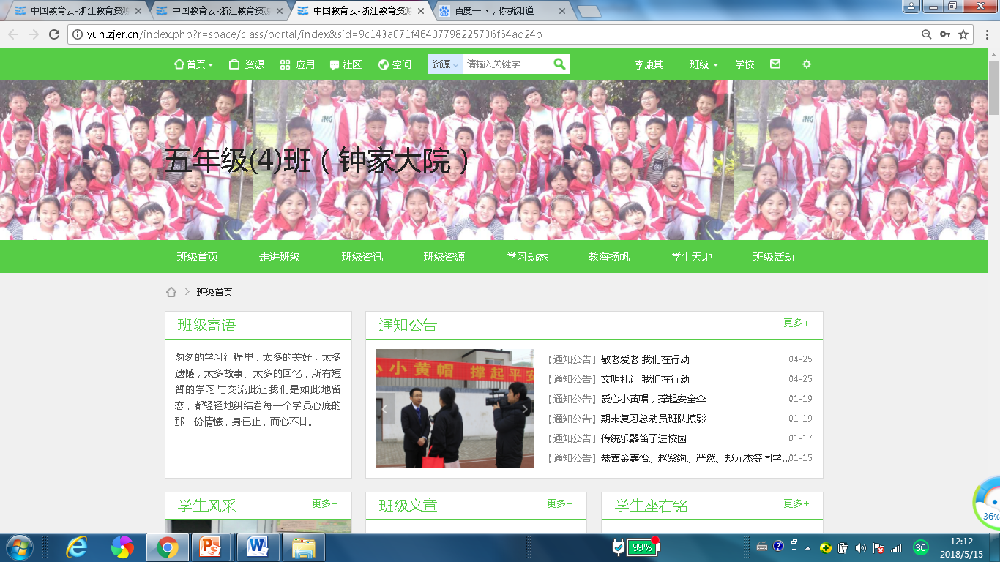 中国教育云-浙江教育资源
中国教育云-浙江教育资源
中国教育云-浙江教育资源
百度一下，你就知道
yun.zjer.cn/index.php?r=space/class/portal/index&sid=9c143a071f46407798225736f64ad24b
首页 资源 应用 社区 空间 资源 请输入关键字 李康其 班级 学校
五年级(4)班（钟家大院）
班级首页 走进班级 班级资讯 班级资源 学习动态 教海扬帆 学生天地 班级活动
班级首页
班级寄语
匆匆的学习行程里，太多的美好，太多
遗憾，太多故事、太多的回忆，所有短
暂的学习与交流此让我们是如此地留
恋，都轻轻地纠结着每一个学员心底的
那一份情愫，身已止，而心不甘。
通知公告 更多+
心小黄帽 撑起平安
【通知公告】敬老爱老 我们在行动 04-25
【通知公告】文明礼让 我们在行动 04-25
【通知公告】爱心小黄帽，撑起安全伞 01-19
【通知公告】期末复习总动员班队掠影 01-19
【通知公告】传统乐器笛子进校园 01-17
【通知公告】恭喜金嘉怡、赵紫绚、严然、郑元杰等同学... 01-15
学生风采 更多+
班级文章 更多+
学生座右铭 更多+
36%
99%
36
12:12
2018/5/15